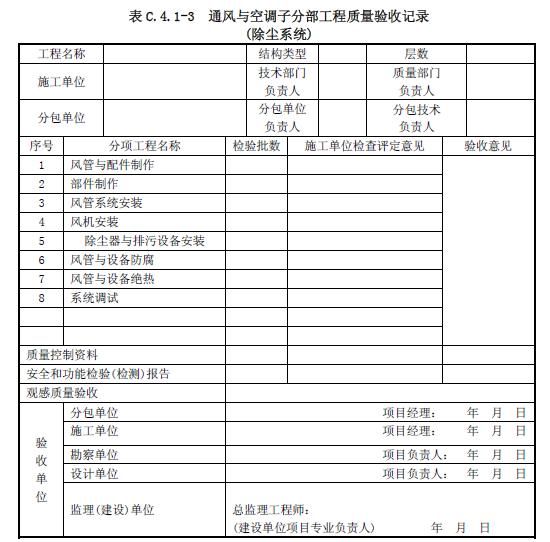 表 C.4.1-3 通风与空调子分部工程质量验收记录
(除尘系统)
工程名称 结构类型 层数
施工单位 技术部门负责人 质量部门负责人
分包单位 分包单位负责人 分包技术负责人
序号 分项工程名称 检验批数 施工单位检查评定意见 验收意见
1 风管与配件制作
2 部件制作
3 风管系统安装
4 风机安装
5 除尘器与排污设备安装
6 风管与设备防腐
7 风管与设备绝热
8 系统调试
质量控制资料
安全和功能检验(检测)报告
观感质量验收
验收单位
分包单位 项目经理： 年 月 日
施工单位 项目经理： 年 月 日
勘察单位 项目负责人： 年 月 日
设计单位 项目负责人： 年 月 日
监理(建设)单位 总监理工程师：
(建设单位项目专业负责人) 年 月 日